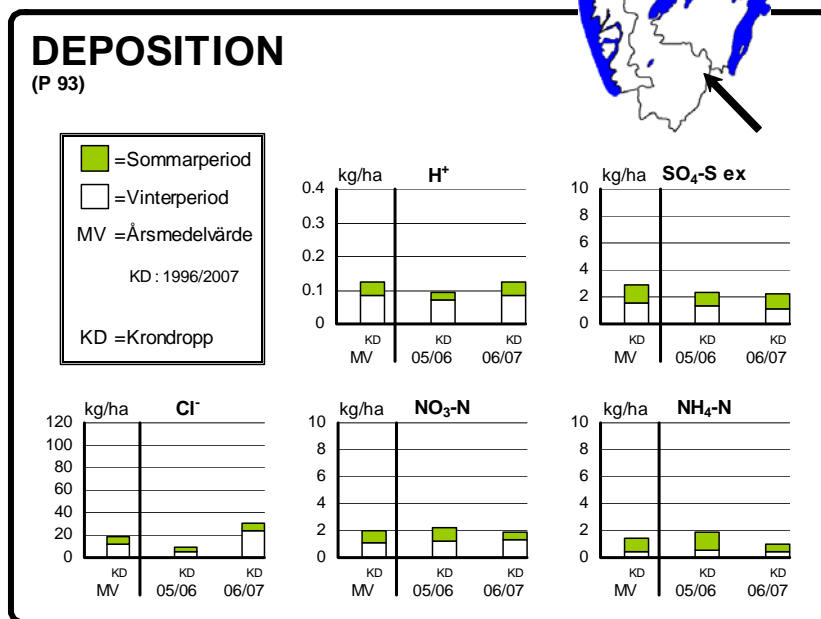 DEPOSITION
(P 93)
=Sommarperiod
=Vinterperiod
MV =Årsmedelvärde
KD : 1996/2007
KD =Krondropp
kg/ha H⁺
0.4
0.3
0.2
0.1
0
KD KD KD
MV 05/06 06/07
kg/ha SO₄-S ex
10
8
6
4
2
0
KD KD KD
MV 05/06 06/07
kg/ha Cl⁻
120
100
80
60
40
20
0
KD KD KD
MV 05/06 06/07
kg/ha NO₃-N
10
8
6
4
2
0
KD KD KD
MV 05/06 06/07
kg/ha NH₄-N
10
8
6
4
2
0
KD KD KD
MV 05/06 06/07